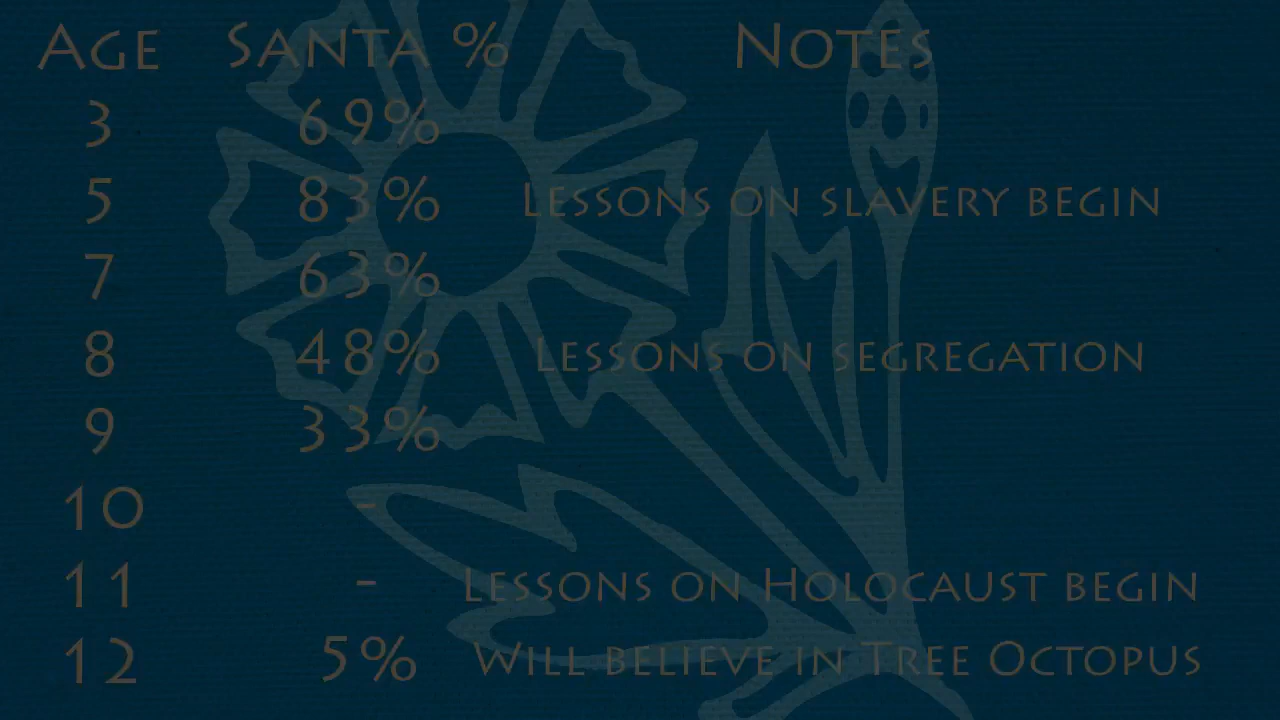 Age Santa % Notes
3 69%
5 83% Lessons on slavery begin
7 63%
8 48% Lessons on segregation
9 33%
10 -
11 - Lessons on Holocaust begin
12 5% Will believe in Tree Octopus